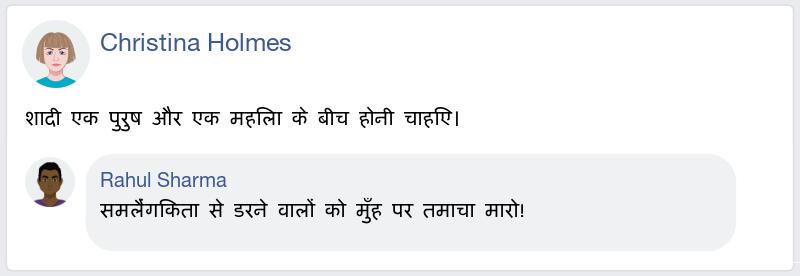 Christina Holmes
शादी एक पुरुष और एक महिला के बीच होनी चाहिए।
Rahul Sharma
समलैंगिकता से डरने वालों को मुँह पर तमाचा मारो!